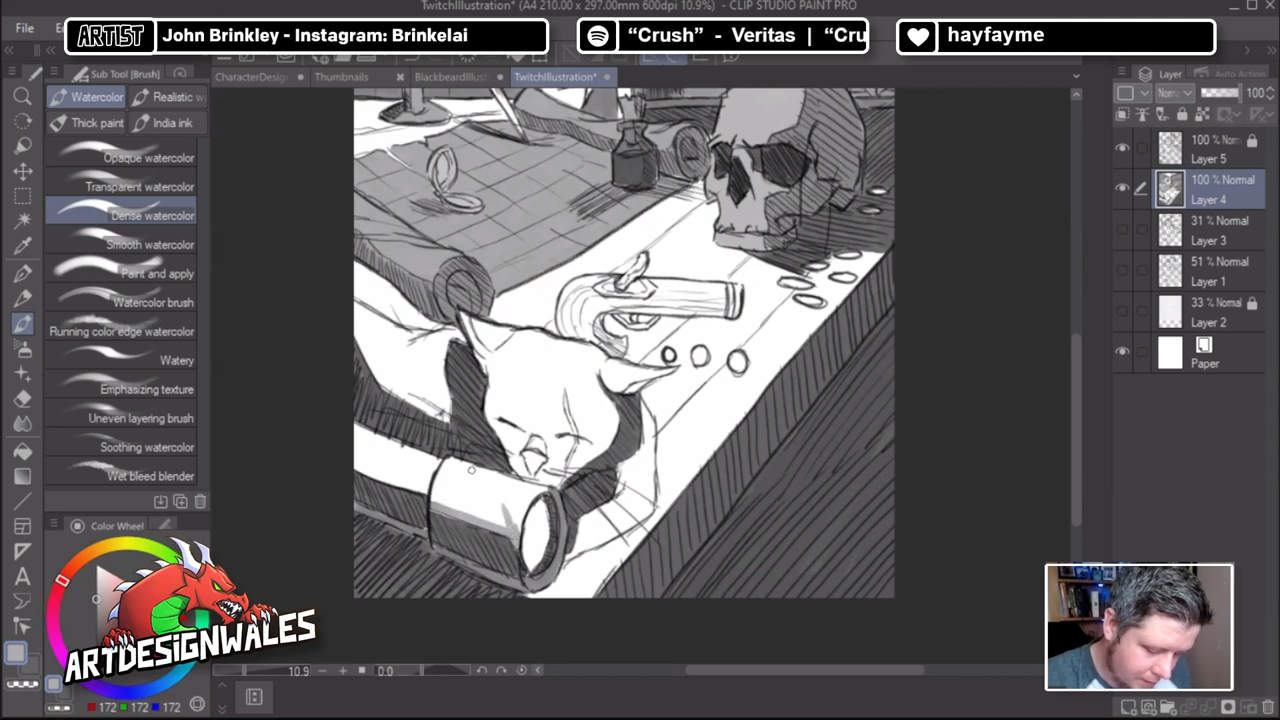 TwitchIllustration* (A4 210.00 x 297.00mm 600dpi 10.9%) - CLIP STUDIO PAINT PRO
File
ARTIST
John Brinkley - Instagram: Brinkelai
“Crush” - Veritas | “Cru
hayfayme
Sub Tool [Brush]
CharacterDesign
Thumbnails
BlackbeardIllust
TwitchIllustration*
Layer
Auto Action
Watercolor
Realistic w
Thick paint
India ink
Norm
100
Opaque watercolor
Transparent watercolor
Dense watercolor
Smooth watercolor
Paint and apply
Watercolor brush
Running color edge watercolor
Watery
Emphasizing texture
Uneven layering brush
Soothing watercolor
Wet bleed blender
100 % Norm
Layer 5
100 % Normal
Layer 4
31 % Normal
Layer 3
51 % Normal
Layer 1
33 % Normal
Layer 2
Paper
Color Wheel
ARTDESIGNWALES
10.9
0.0
172 172 172